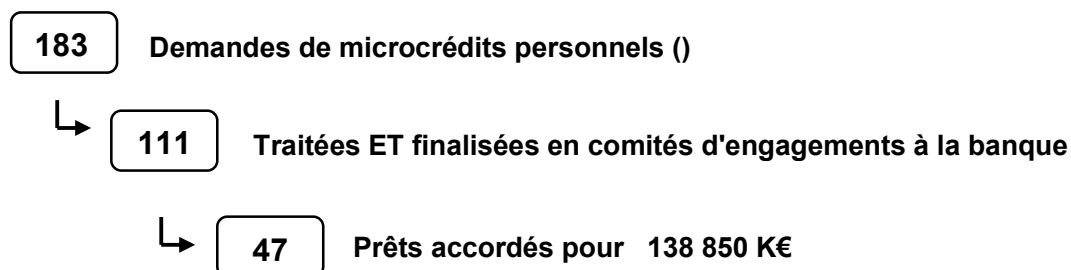 183 Demandes de microcrédits personnels ()
111 Traitées ET finalisées en comités d'engagements à la banque
47 Prêts accordés pour 138 850 K€